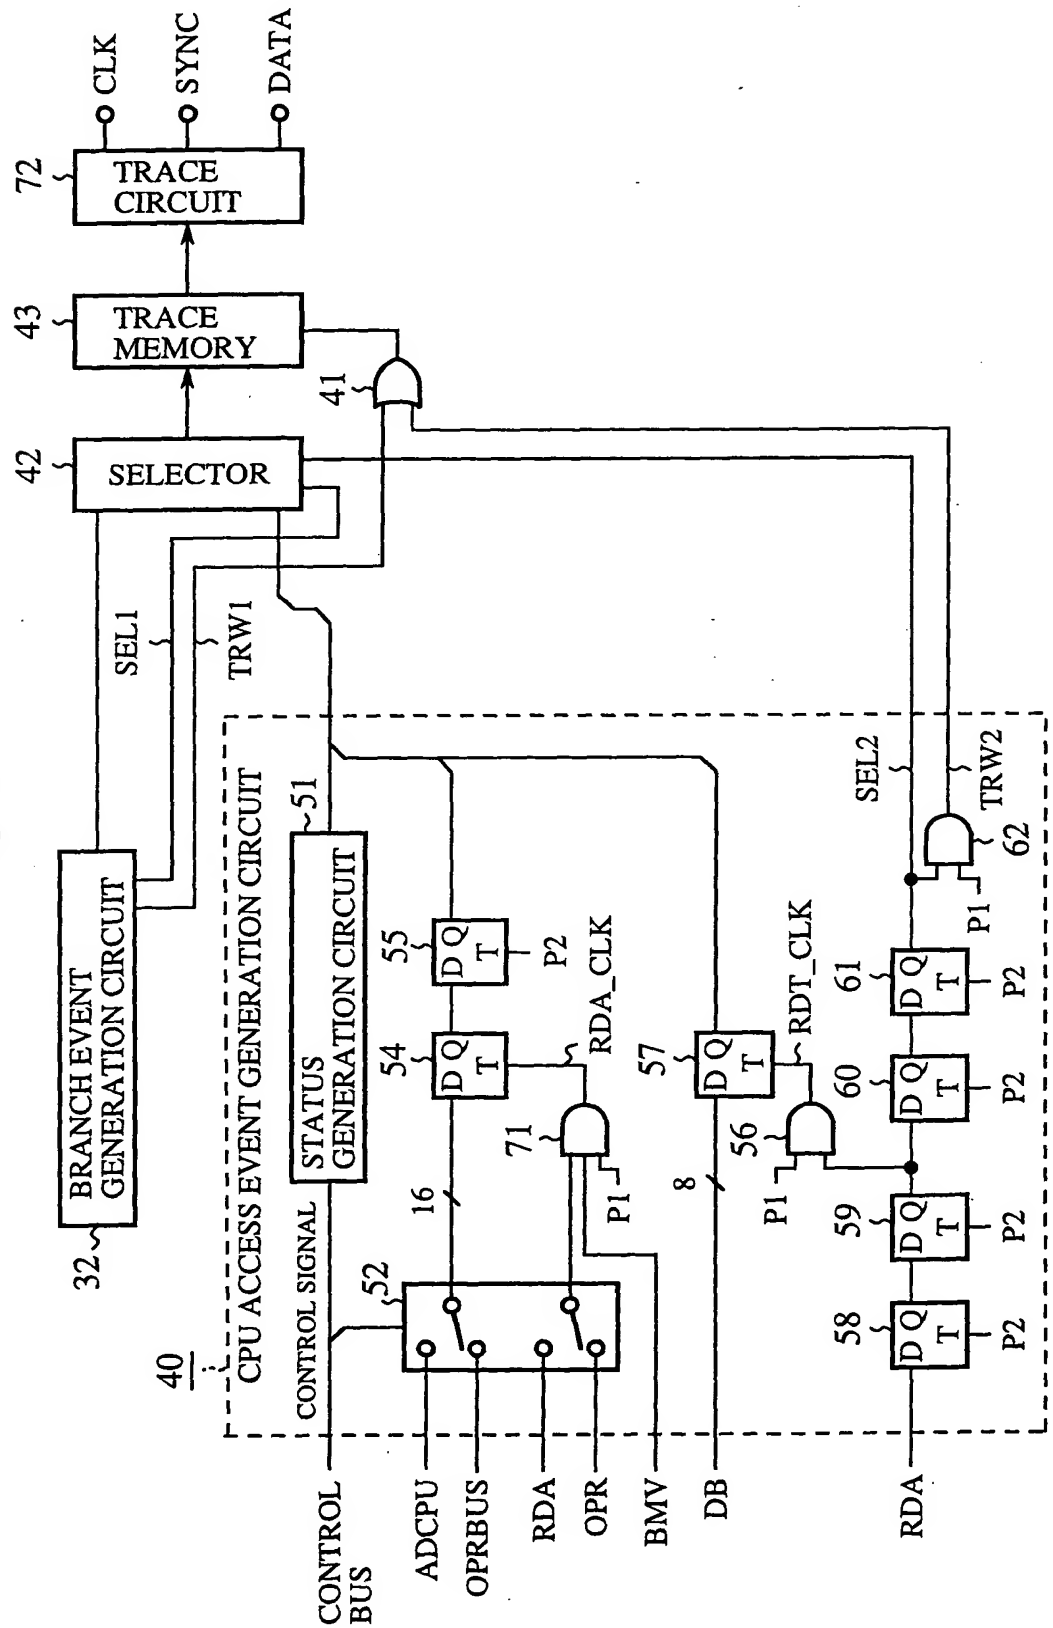 72
TRACE
CIRCUIT
CLK
SYNC
DATA
43
TRACE
MEMORY
41
42
SELECTOR
SEL1
TRW1
32
BRANCH EVENT
GENERATION CIRCUIT
40
CPU ACCESS EVENT GENERATION CIRCUIT
CONTROL
BUS
CONTROL SIGNAL
STATUS
GENERATION CIRCUIT
51
ADCPU
OPRBUS
RDA
OPR
BMV
DB
RDA
52
16
54
D Q
T
55
D Q
T
P2
71
P1
RDA_CLK
8
57
D Q
T
56
P1
RDT_CLK
58
D Q
T
P2
59
D Q
T
P2
60
D Q
T
P2
61
D Q
T
P2
SEL2
TRW2
62
P1